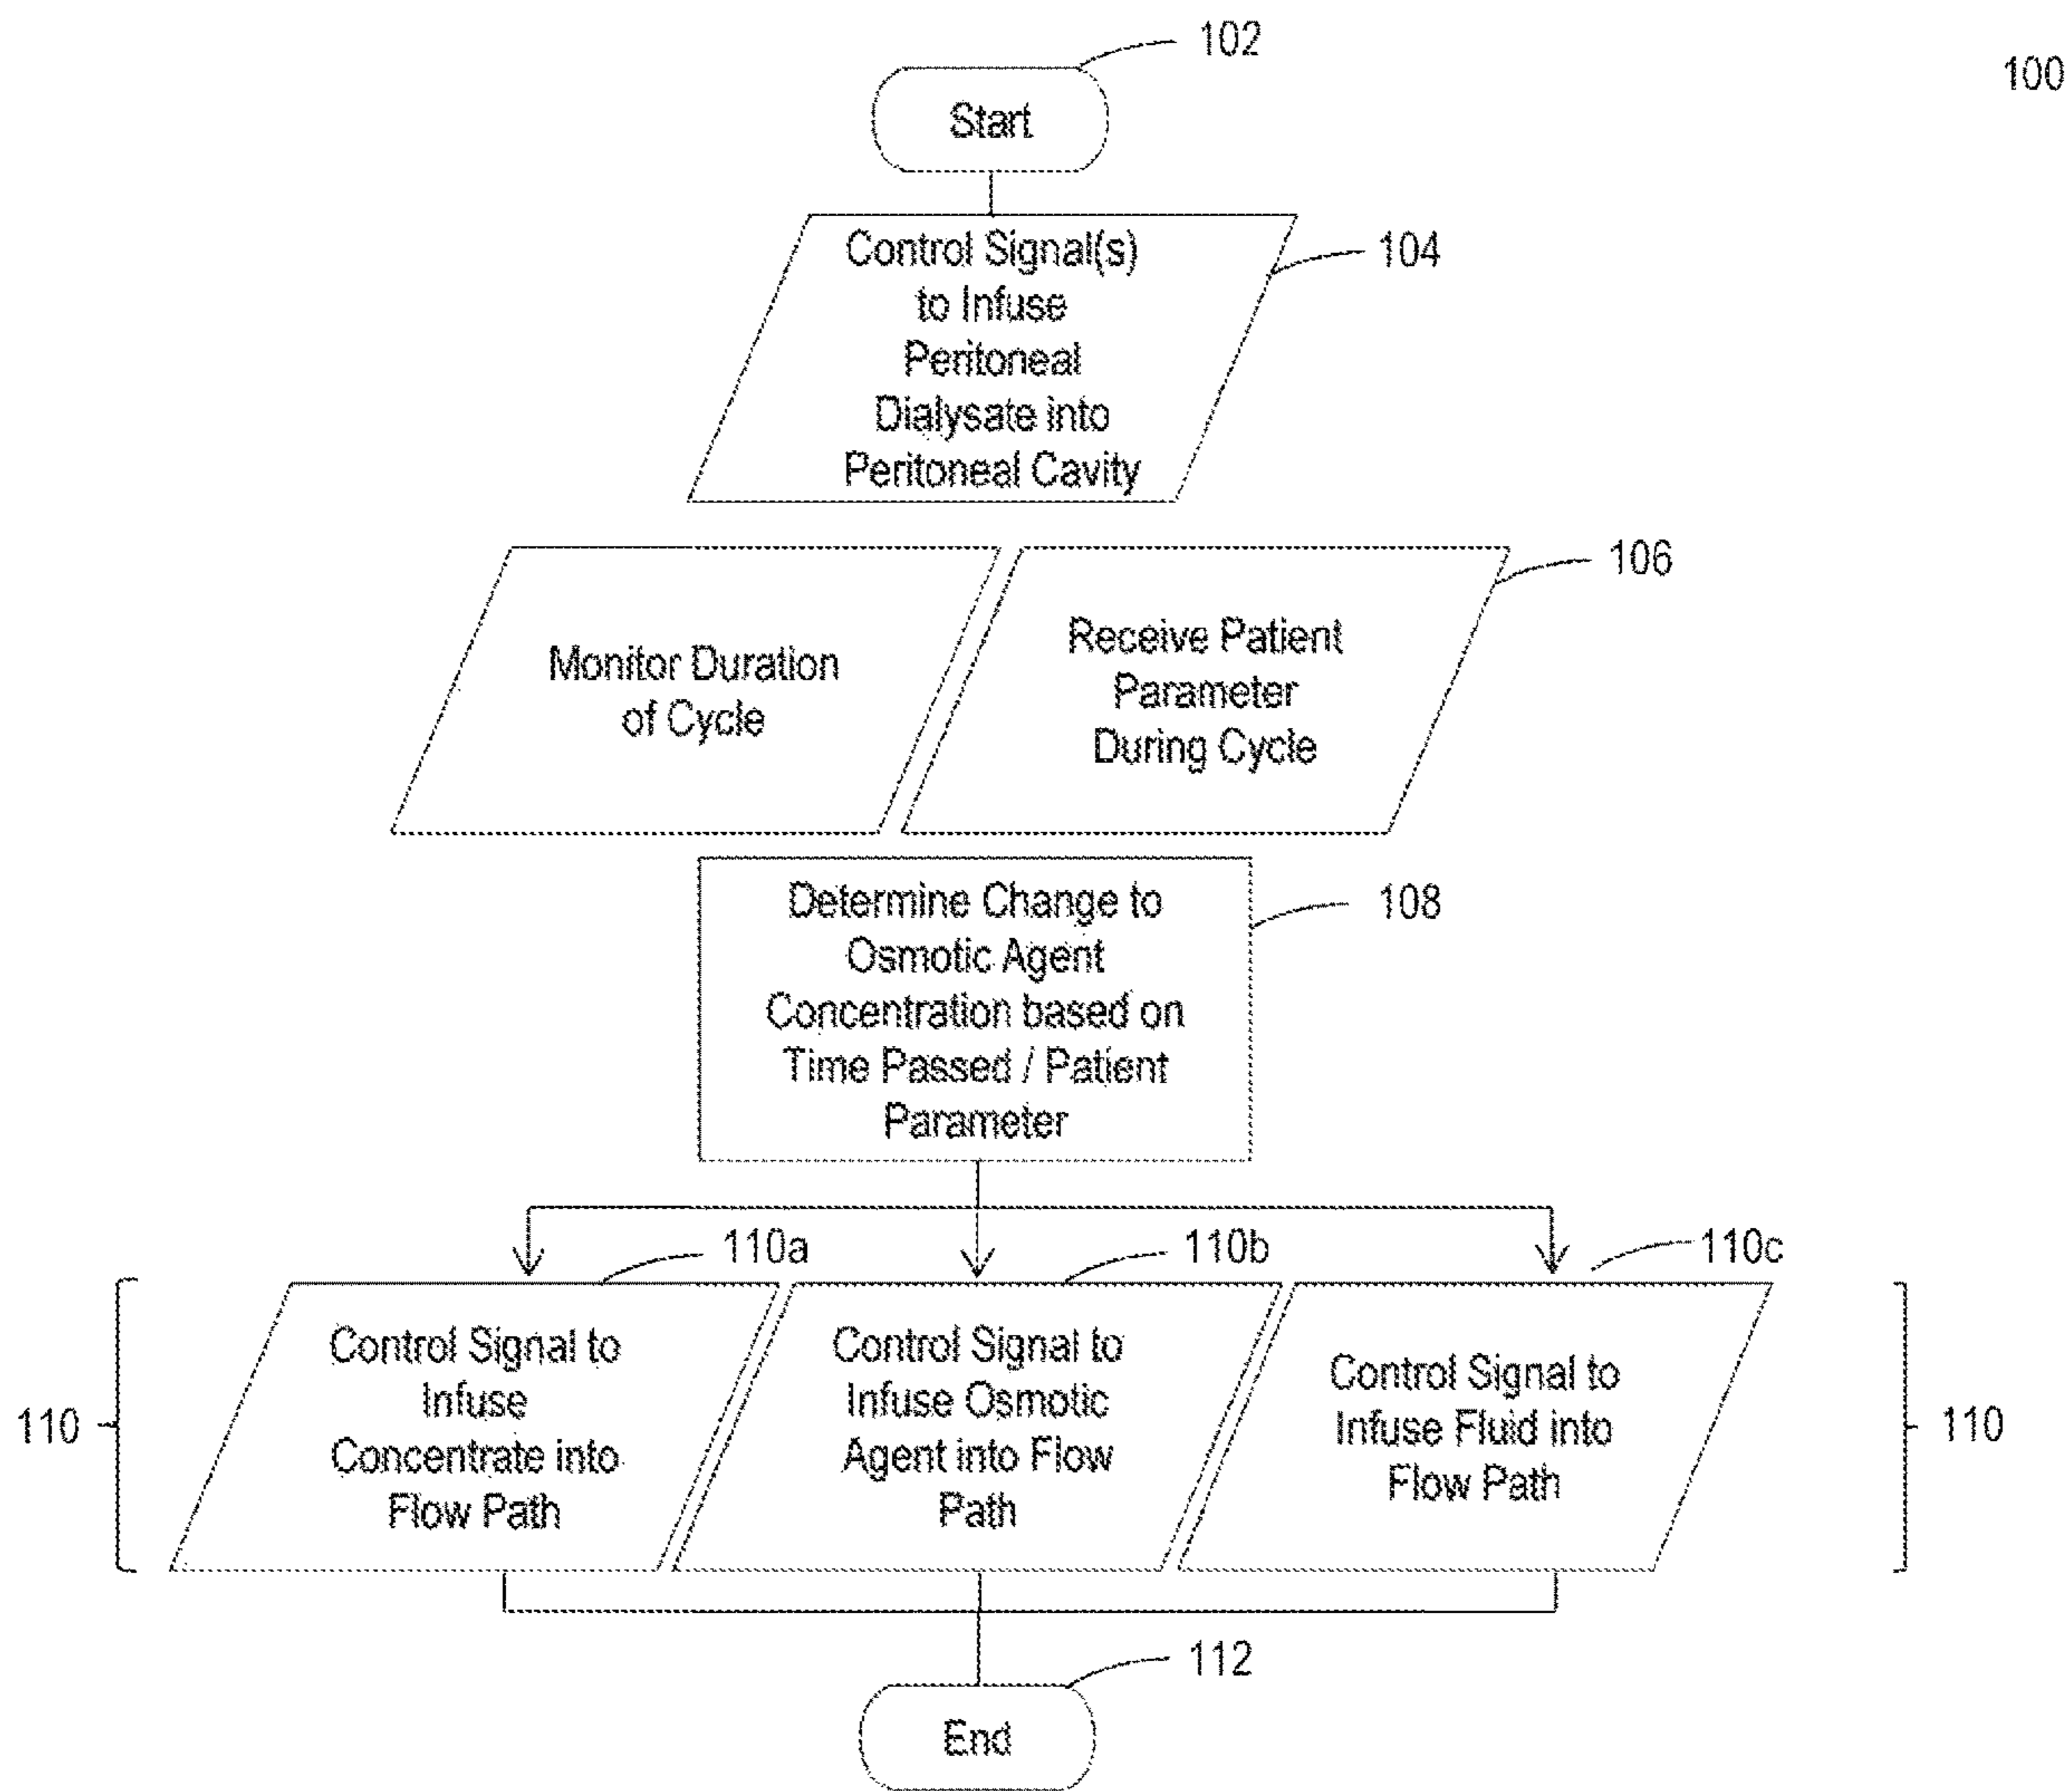 102
100
Start
Control Signal(s)
to Infuse
Peritoneal
Dialysate into
Peritoneal Cavity
104
106
Monitor Duration
of Cycle
Receive Patient
Parameter
During Cycle
Determine Change to
Osmotic Agent
Concentration based on
Time Passed / Patient
Parameter
108
110a
110b
110c
110
Control Signal to
Infuse
Concentrate into
Flow Path
Control Signal to
Infuse Osmotic
Agent into Flow
Path
Control Signal to
Infuse Fluid into
Flow Path
110
112
End